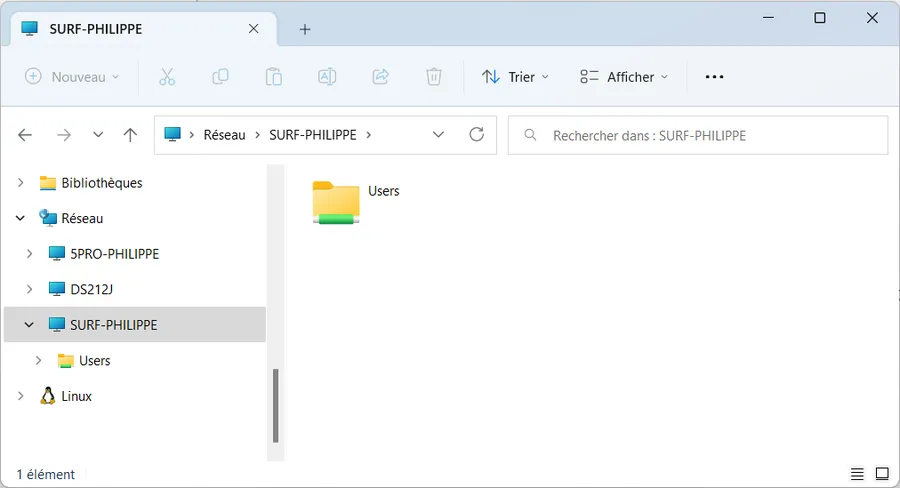 SURF-PHILIPPE
Nouveau
Trier
Afficher
Réseau
SURF-PHILIPPE
Rechercher dans : SURF-PHILIPPE
Bibliothèques
Réseau
5PRO-PHILIPPE
DS212J
SURF-PHILIPPE
Users
Linux
Users
1 élément